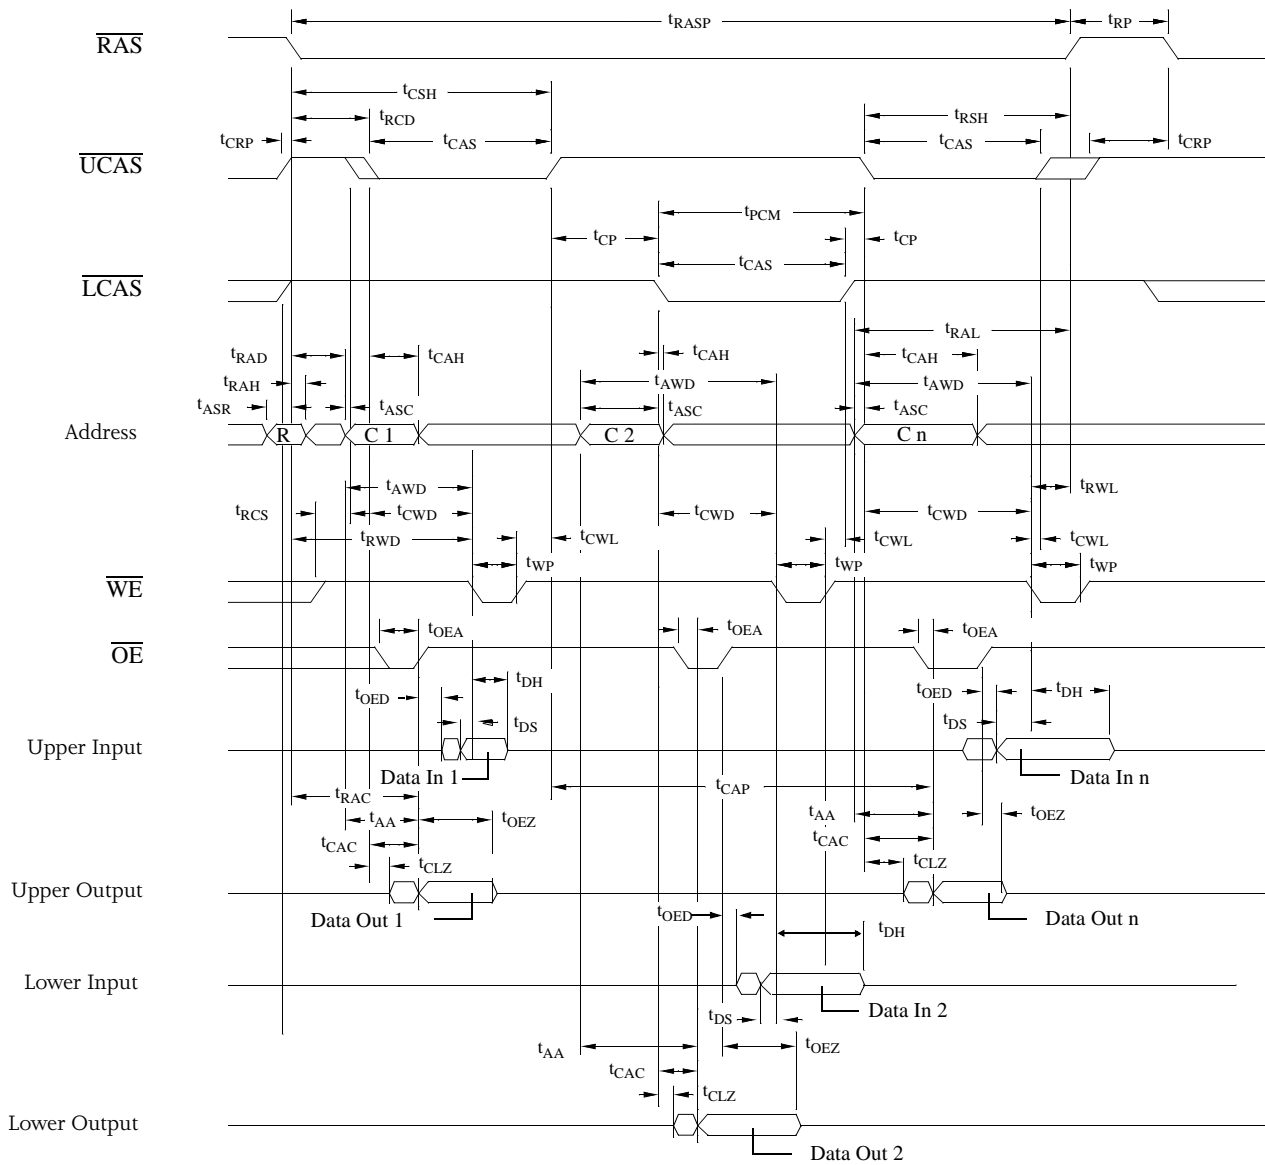 tRASP tRP
RAS
tCSH
tRCD tRSH
tCRP tCAS tCAS tCRP
UCAS
tPCM
tCP tCP
tCAS
LCAS
tRAL
tRAD tCAH tCAH tCAH
tRAH tAWD tAWD
tASR tASC tASC tASC
Address R C 1 C 2 C n
tAWD tRWL
tRCS tCWD tCWD tCWD
tRWD tCWL tCWL tCWL
tWP tWP tWP
WE
tOEA tOEA tOEA
OE
tOED tDH tOED tDH
tDS tDS
Upper Input
Data In 1 Data In n
tRAC tCAP
tAA tOEZ tAA tOEZ
tCAC tCAC
tCLZ tCLZ
Upper Output
Data Out 1 tOED Data Out n
tDH
Lower Input
Data In 2
tDS
tAA tOEZ
tCAC
tCLZ
Lower Output
Data Out 2